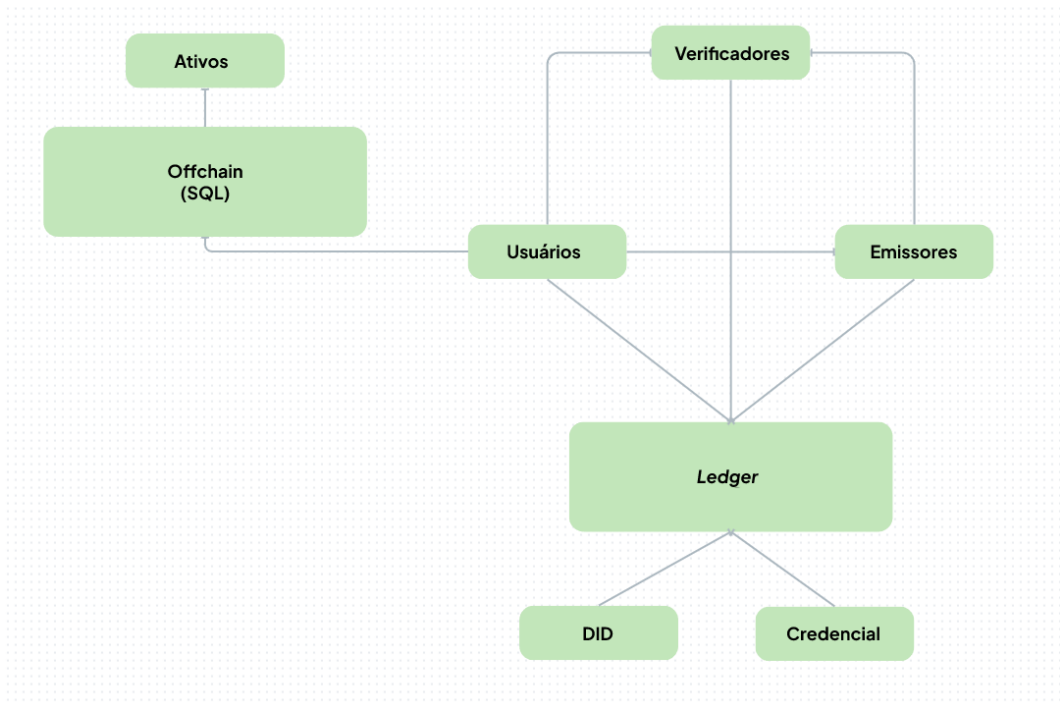 Ativos
Verificadores
Offchain
(SQL)
Usuários
Emissores
Ledger
DID
Credencial